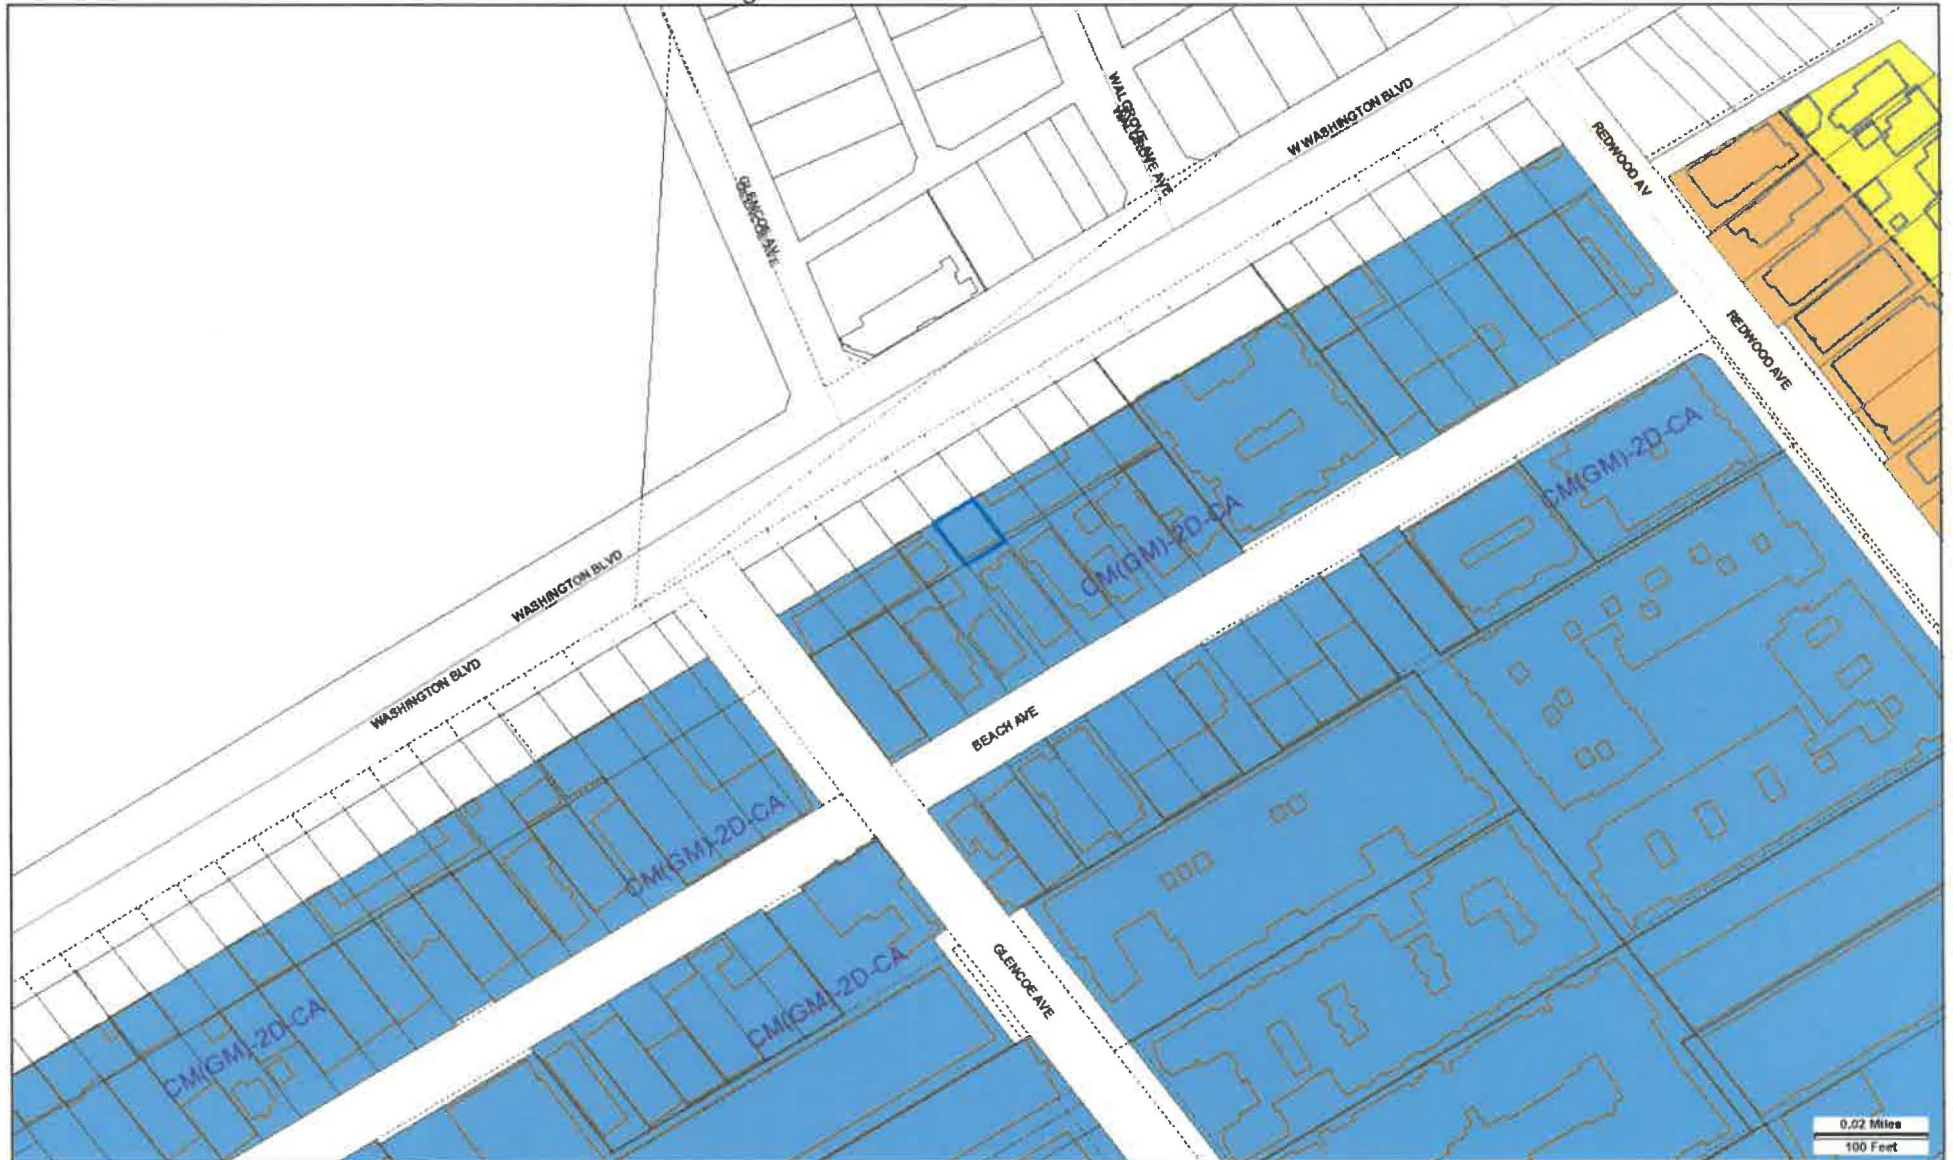 W WASHINGTON BLVD
WALGROVE AVE
REDWOOD AV
GLENCOE AVE
REDWOOD AVE
CM(GM)-2D-CA
CM(GM)-2D-CA
WASHINGTON BLVD
WASHINGTON BLVD
BEACH AVE
CM(GM)-2D-CA
CM(GM)-2D-CA
GLENCOE AVE
CM(GM)-2D-CA
0.02 Miles
100 Feet